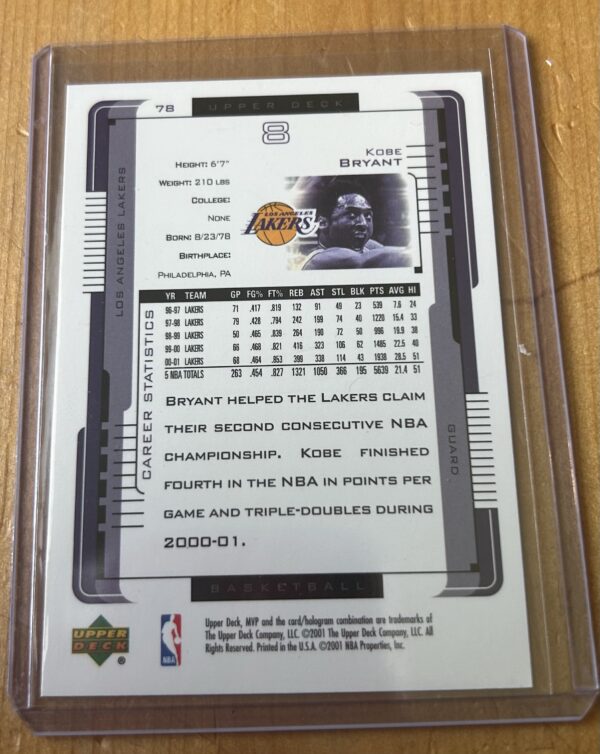 78
UPPER DECK
8
KOBE
BRYANT
HEIGHT: 6'7"
WEIGHT: 210 LBS
COLLEGE:
NONE
BORN: 8/23/78
BIRTHPLACE:
PHILADELPHIA, PA
LOS ANGELES
LAKERS
LOS ANGELES LAKERS
CAREER STATISTICS
YR TEAM GP FG% FT% REB AST STL BLK PTS AVG HI
96-97 LAKERS 71 .417 .819 132 91 49 23 539 7.6 24
97-98 LAKERS 79 .428 .794 242 199 74 40 1220 15.4 33
98-99 LAKERS 50 .465 .839 264 190 72 50 996 19.9 38
99-00 LAKERS 66 .468 .821 416 323 106 62 1485 22.5 40
00-01 LAKERS 68 .464 .853 399 338 114 43 1938 28.5 51
5 NBA TOTALS 263 .454 .827 1321 1050 366 195 5639 21.4 51
BRYANT HELPED THE LAKERS CLAIM
THEIR SECOND CONSECUTIVE NBA
CHAMPIONSHIP. KOBE FINISHED
FOURTH IN THE NBA IN POINTS PER
GAME AND TRIPLE-DOUBLES DURING
2000-01.
GUARD
BASKETBALL
UPPER
DECK
®
NBA
Upper Deck, MVP and the card/hologram combination are trademarks of
The Upper Deck Company, LLC. ©2001 The Upper Deck Company, LLC. All
Rights Reserved. Printed in the U.S.A. ©2001 NBA Properties, Inc.